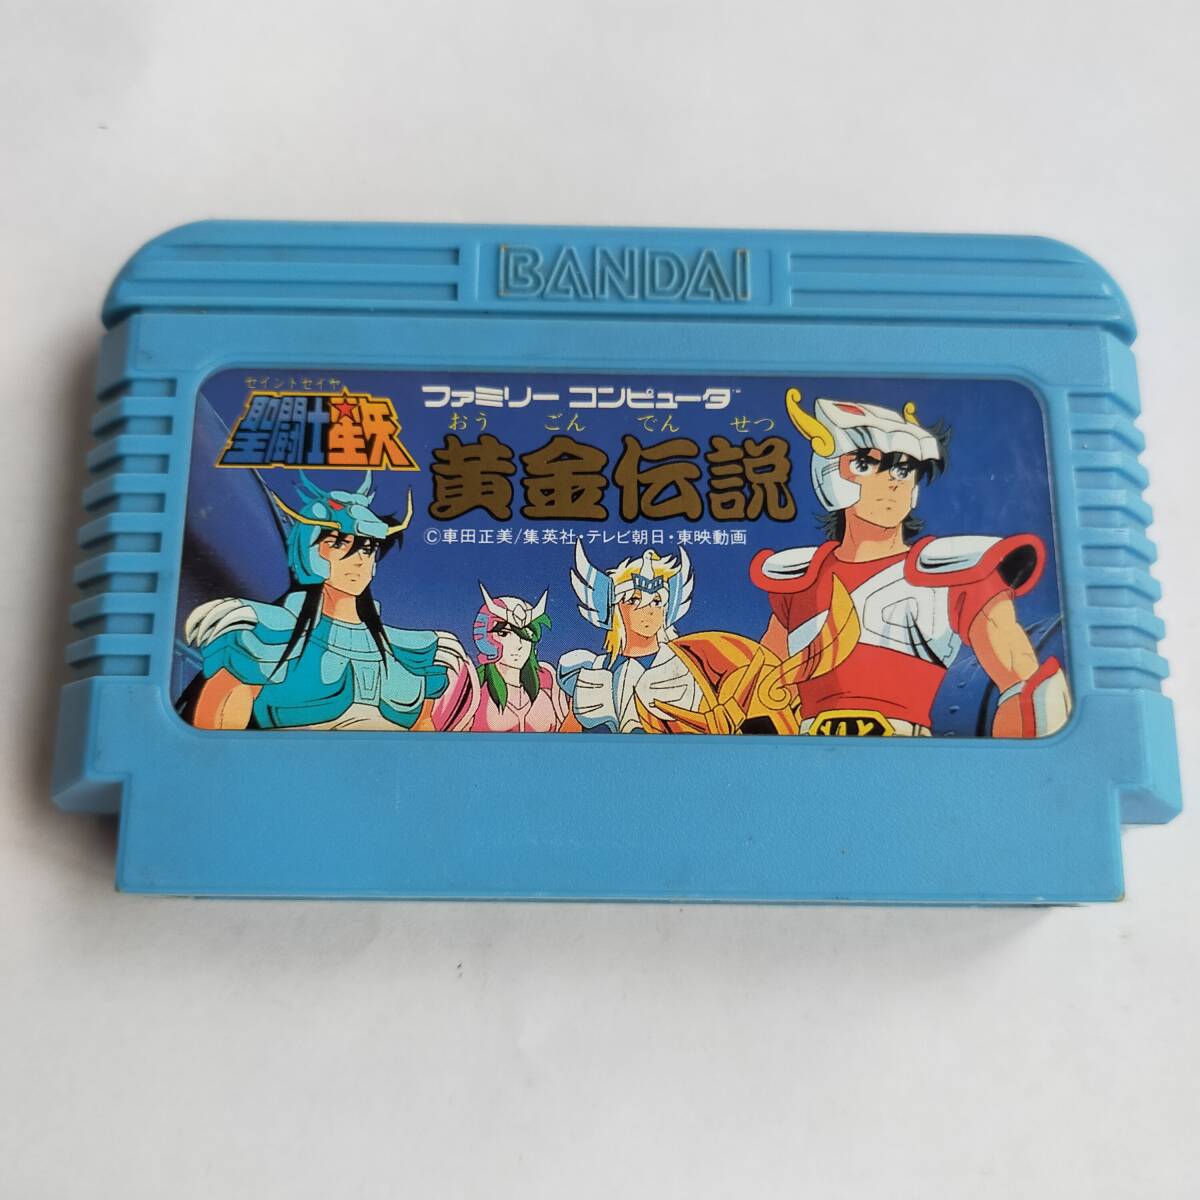 BANDAI
セイントセイヤ
聖闘士星矢
ファミリー コンピュータ™
おう ごん でん せつ
黄金伝説
©車田正美/集英社・テレビ朝日・東映動画